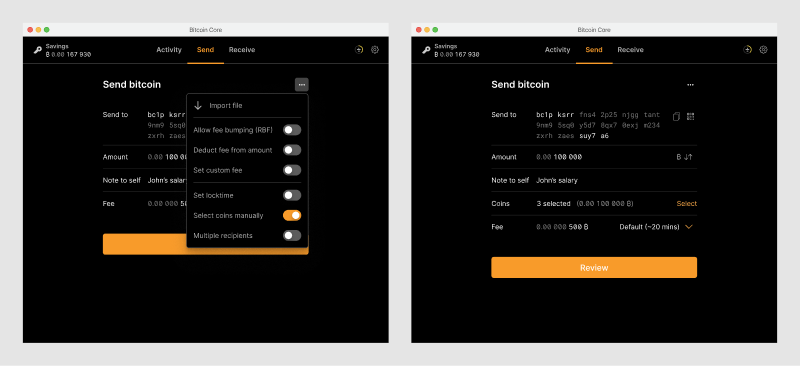 Bitcoin Core
Savings
₿ 0.00 167 930
Activity
Send
Receive
Send bitcoin
Import file
Send to
bc1p ksrr
9nm9 5sq0
zxrh zaes
Allow fee bumping (RBF)
Deduct fee from amount
Set custom fee
Amount
0.00 100 00
Note to self
John's salary
Set locktime
Fee
0.00 000 5
Select coins manually
Multiple recipients
Bitcoin Core
Savings
₿ 0.00 167 930
Activity
Send
Receive
Send bitcoin
Send to
bc1p ksrr fns4 2p25 njgg tant
9nm9 5sq0 y5d7 8qx7 0exj m234
zxrh zaes suy7 a6
Amount
0.00 100 000
₿
Note to self
John's salary
Coins
3 selected (0.00 100 000 ₿)
Select
Fee
0.00 000 500 ₿
Default (~20 mins)
Review